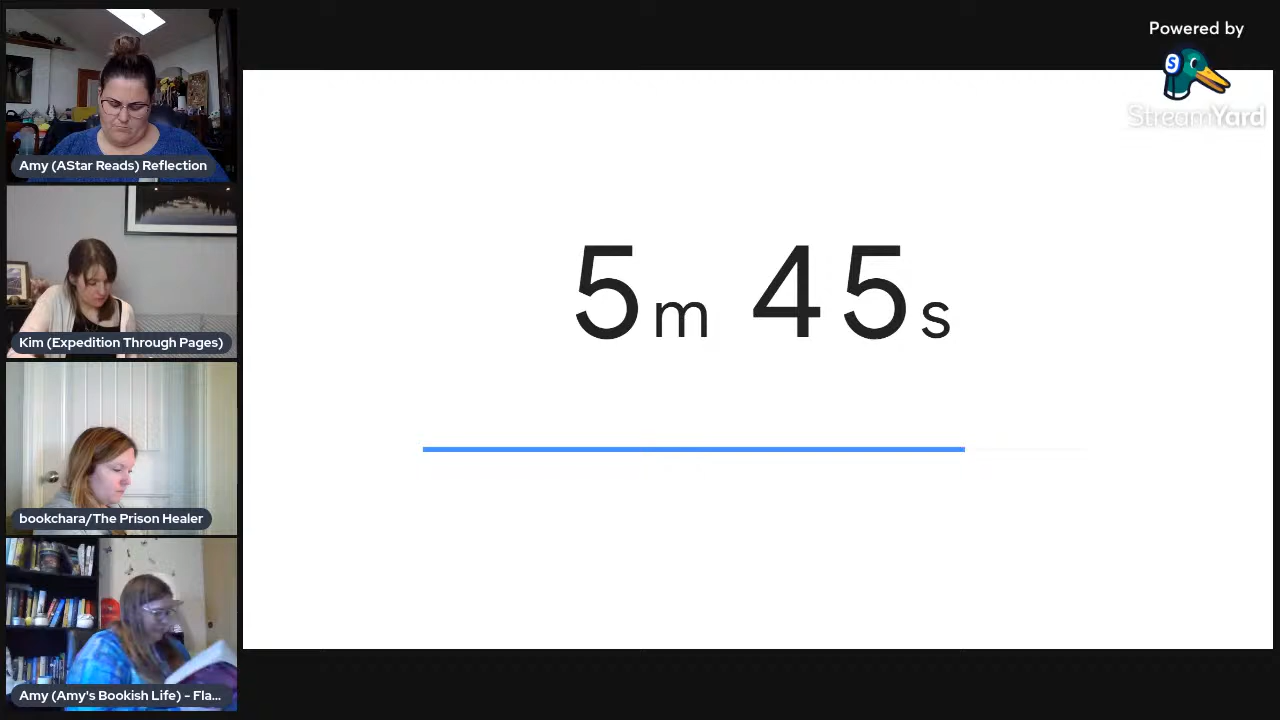 Powered by
S
StreamYard
Amy (AStar Reads) Reflection
Kim (Expedition Through Pages)
bookchara/The Prison Healer
Amy (Amy's Bookish Life) - Fla...
5m 45s